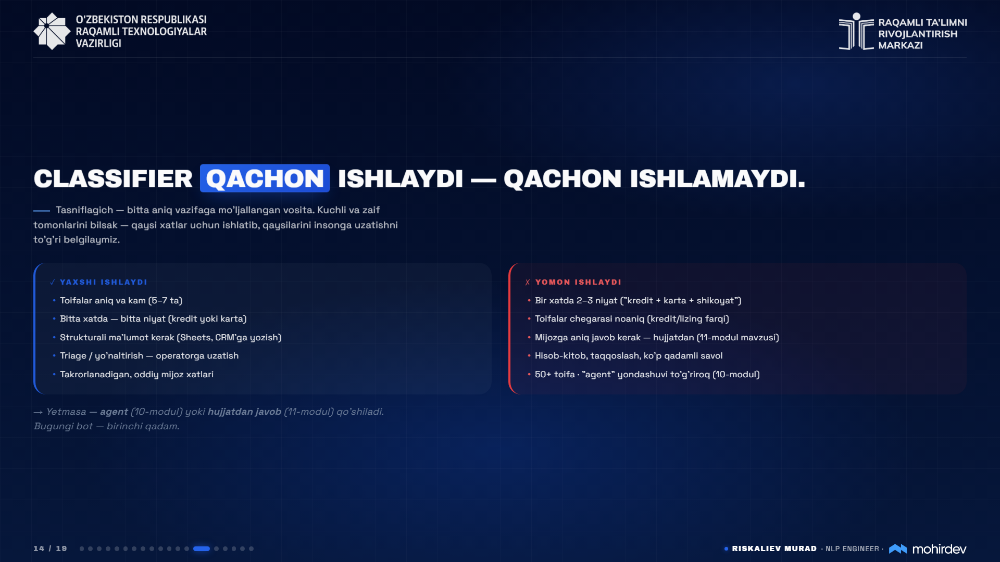 O'ZBEKISTON RESPUBLIKASI
RAQAMLI TEXNOLOGIYALAR
VAZIRLIGI
RAQAMLI TA'LIMNI
RIVOJLANTIRISH
MARKAZI
CLASSIFIER QACHON ISHLAYDI — QACHON ISHLAMAYDI.
Tasniflagich — bitta aniq vazifaga mo'ljallangan vosita. Kuchli va zaif
tomonlarini bilsak — qaysi xatlar uchun ishlatib, qaysilarini insonga uzatishni
to'g'ri belgilaymiz.
✓ YAXSHI ISHLAYDI
• Toifalar aniq va kam (5–7 ta)
• Bitta xatda — bitta niyat (kredit yoki karta)
• Strukturali ma'lumot kerak (Sheets, CRM'ga yozish)
• Triage / yo'naltirish — operatorga uzatish
• Takrorlanadigan, oddiy mijoz xatlari
✗ YOMON ISHLAYDI
• Bir xatda 2–3 niyat ("kredit + karta + shikoyat")
• Toifalar chegarasi noaniq (kredit/lizing farqi)
• Mijozga aniq javob kerak — hujjatdan (11-modul mavzusi)
• Hisob-kitob, taqqoslash, ko'p qadamli savol
• 50+ toifa · "agent" yondashuvi to'g'riroq (10-modul)
→ Yetmasa — agent (10-modul) yoki hujjatdan javob (11-modul) qo'shiladi.
Bugungi bot — birinchi qadam.
14 / 19
RISKALIEV MURAD · NLP ENGINEER · mohirdev